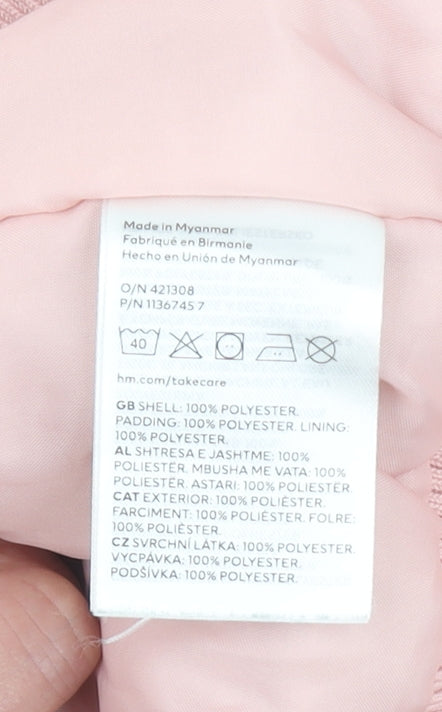 Made in Myanmar
Fabriqué en Birmanie
Hecho en Unión de Myanmar
O/N 421308
P/N 1136745 7
40
hm.com/takecare
GB SHELL: 100% POLYESTER.
PADDING: 100% POLYESTER. LINING:
100% POLYESTER.
AL SHTRESA E JASHTME: 100%
POLIESTËR. MBUSHA ME VATA: 100%
POLIESTËR. ASTARI: 100% POLIESTËR
CAT EXTERIOR: 100% POLIÈSTER.
FARCIMENT: 100% POLIÈSTER. FOLRE:
100% POLIÈSTER.
CZ SVRCHNÍ LÁTKA: 100% POLYESTER.
VYCPÁVKA: 100% POLYESTER.
PODŠÍVKA: 100% POLYESTER.